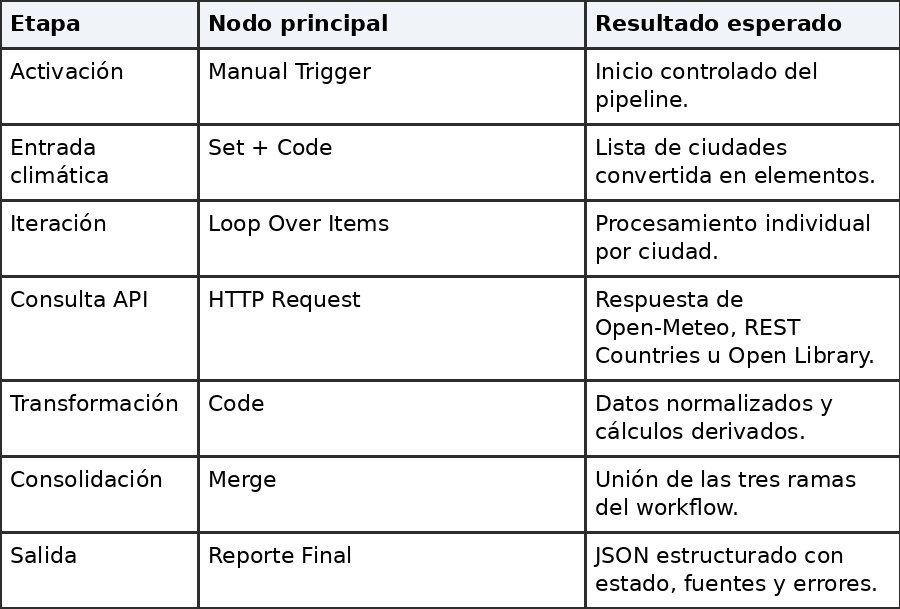 Etapa Nodo principal Resultado esperado
Activación Manual Trigger Inicio controlado del
pipeline.
Entrada Set + Code Lista de ciudades
climática convertida en elementos.
Iteración Loop Over Items Procesamiento individual
por ciudad.
Consulta API HTTP Request Respuesta de
Open-Meteo, REST
Countries u Open Library.
Transformación Code Datos normalizados y
cálculos derivados.
Consolidación Merge Unión de las tres ramas
del workflow.
Salida Reporte Final JSON estructurado con
estado, fuentes y errores.